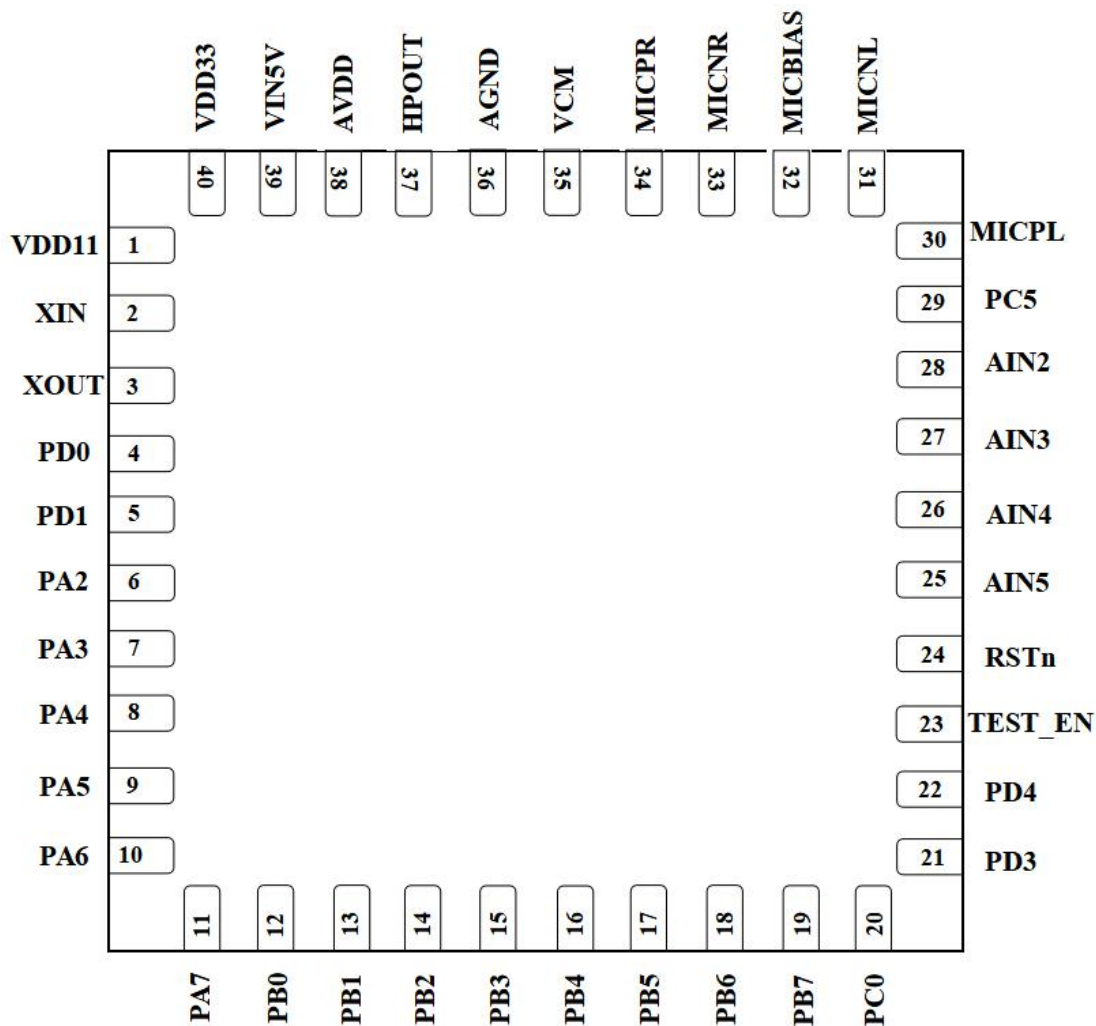 VDD33 VIN5V AVDD HPOUT AGND VCM MICPR MICNR MICBIAS MICNL
40 39 38 37 36 35 34 33 32 31
VDD11 1 30 MICPL
XIN 2 29 PC5
XOUT 3 28 AIN2
PD0 4 27 AIN3
PD1 5 26 AIN4
PA2 6 25 AIN5
PA3 7 24 RSTn
PA4 8 23 TEST_EN
PA5 9 22 PD4
PA6 10 21 PD3
11 12 13 14 15 16 17 18 19 20
PA7 PB0 PB1 PB2 PB3 PB4 PB5 PB6 PB7 PC0